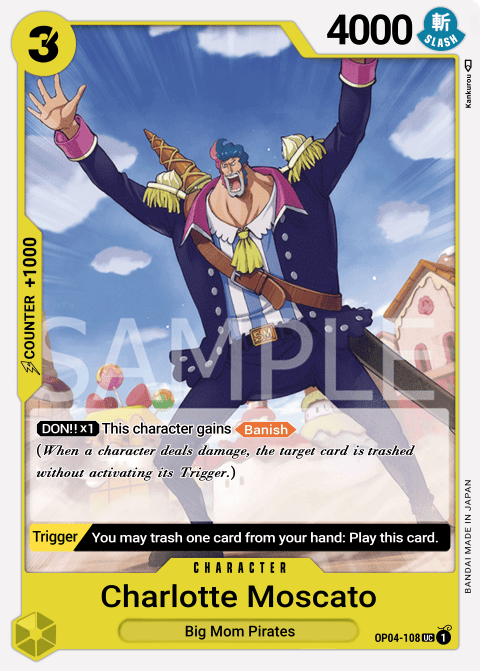 3
4000
斬
SLASH
Kankurou
COUNTER +1000
SM
SAMPLE
DON!!×1 This character gains Banish
(When a character deals damage, the target card is trashed
without activating its Trigger.)
Trigger You may trash one card from your hand: Play this card.
CHARACTER
Charlotte Moscato
Big Mom Pirates
OP04-108 UC 1
BANDAI MADE IN JAPAN